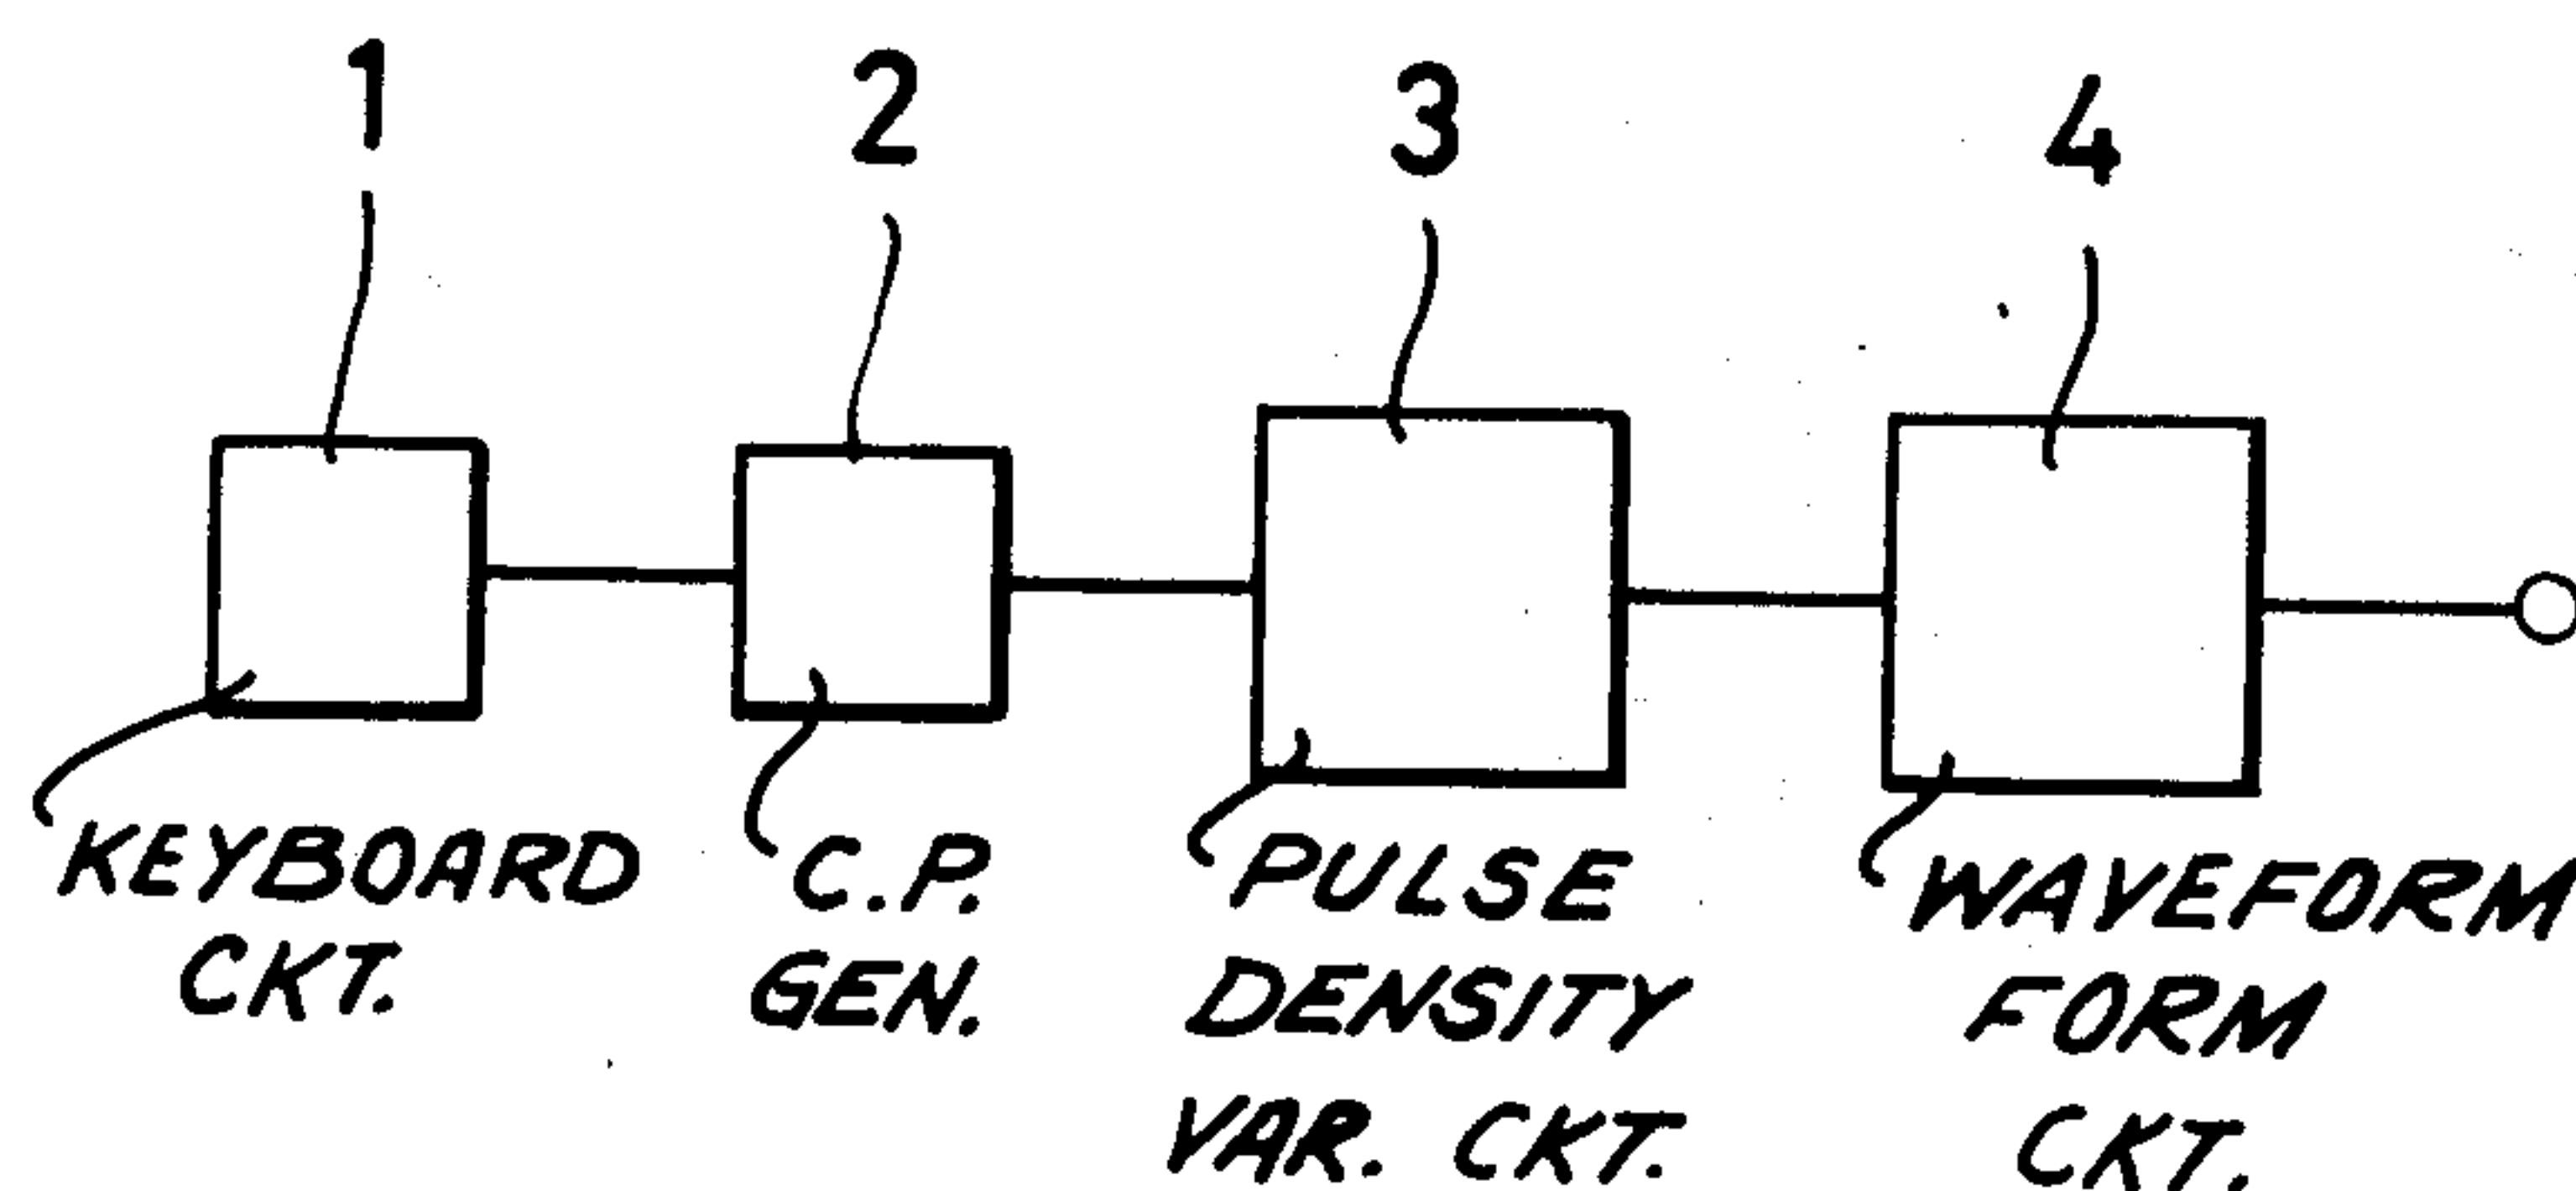 1
2
3
4
KEYBOARD
CKT.
C.P.
GEN.
PULSE
DENSITY
VAR. CKT.
WAVEFORM
FORM
CKT.